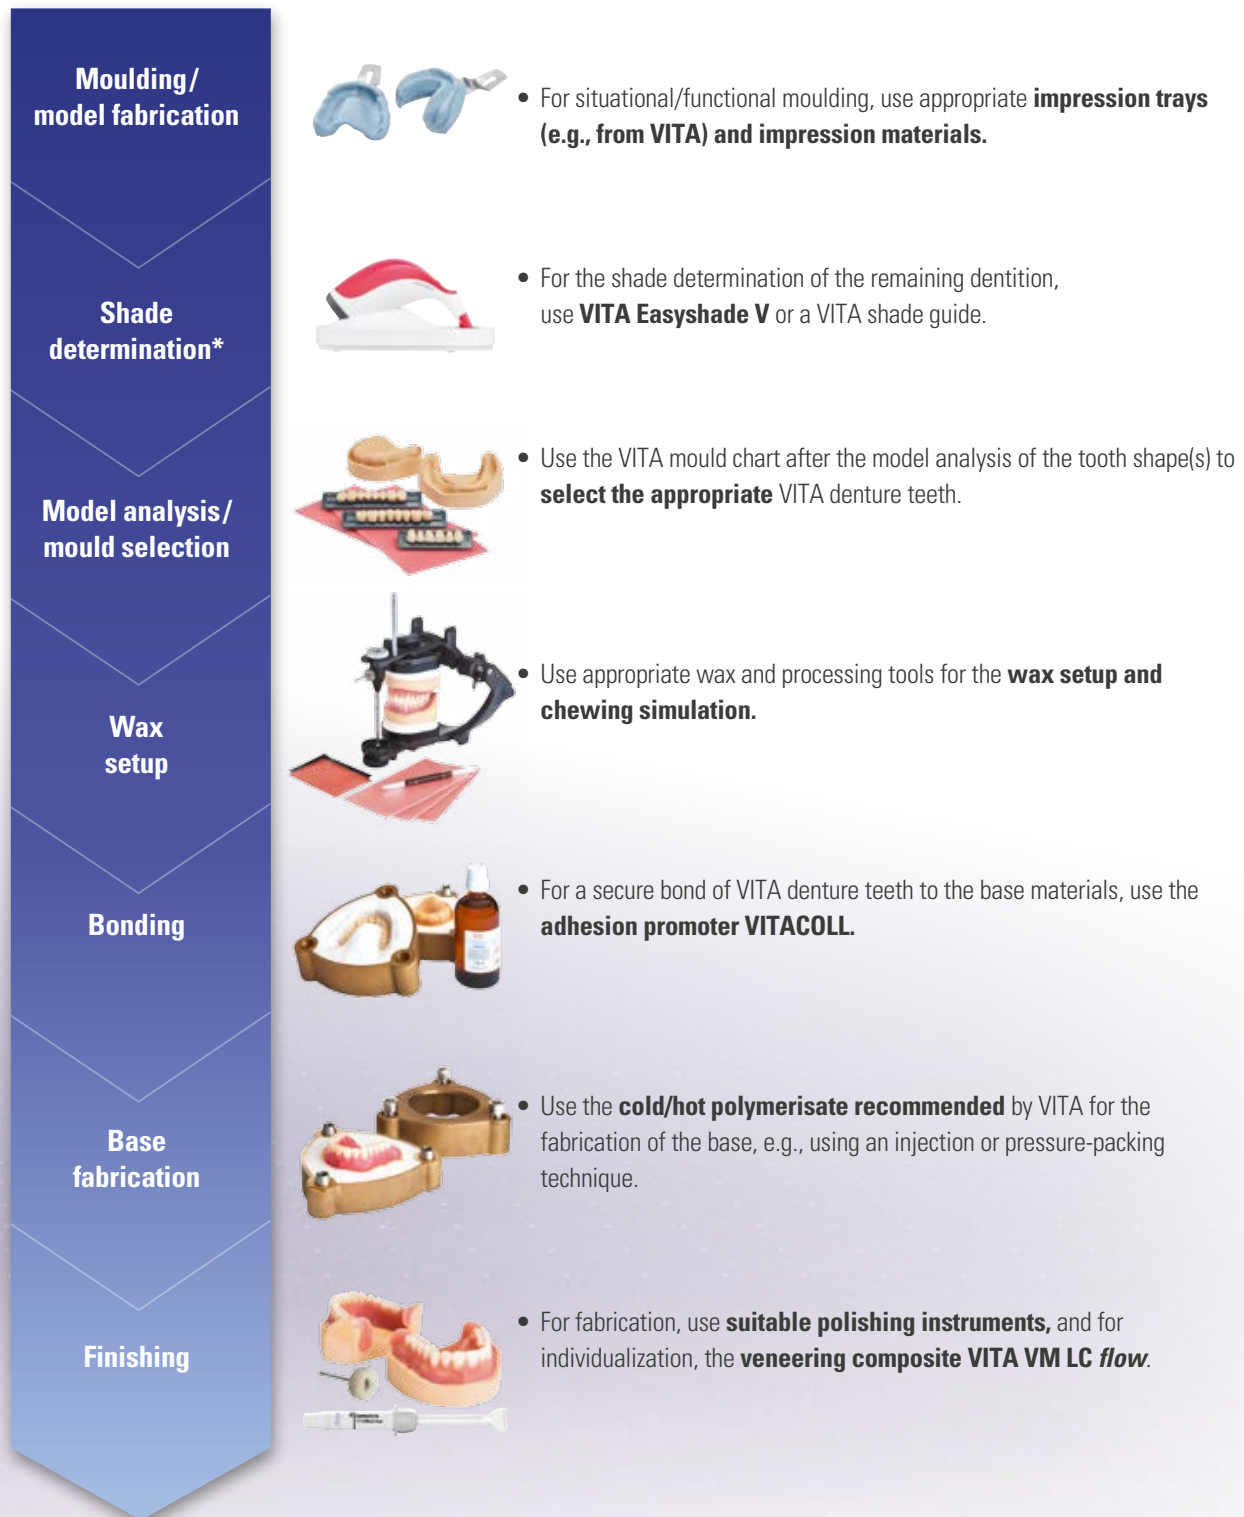 Moulding/
model fabrication
• For situational/functional moulding, use appropriate impression trays
(e.g., from VITA) and impression materials.
Shade
determination*
• For the shade determination of the remaining dentition,
use VITA Easyshade V or a VITA shade guide.
Model analysis/
mould selection
• Use the VITA mould chart after the model analysis of the tooth shape(s) to
select the appropriate VITA denture teeth.
Wax
setup
• Use appropriate wax and processing tools for the wax setup and
chewing simulation.
Bonding
• For a secure bond of VITA denture teeth to the base materials, use the
adhesion promoter VITACOLL.
Base
fabrication
• Use the cold/hot polymerisate recommended by VITA for the
fabrication of the base, e.g., using an injection or pressure-packing
technique.
Finishing
• For fabrication, use suitable polishing instruments, and for
individualization, the veneering composite VITA VM LC flow.